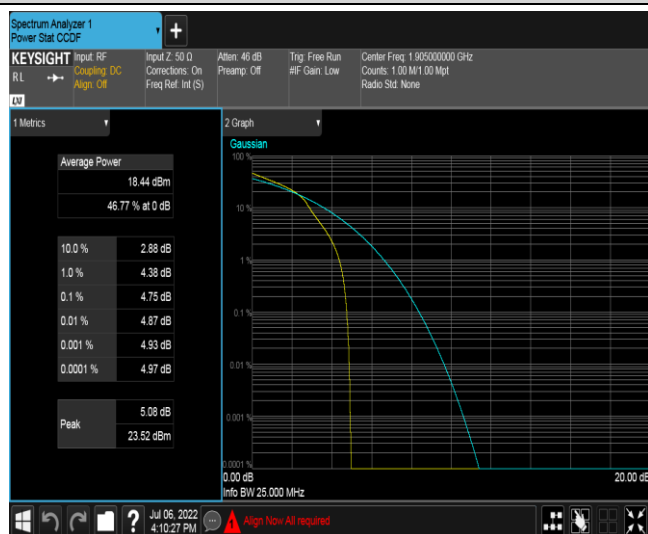 Spectrum Analyzer 1
Power Stat CCDF
+
KEYSIGHT
RL
LXI
Input: RF
Coupling: DC
Align: Off
Input Z: 50 Ω
Corrections: On
Freq Ref: Int (S)
Atten: 46 dB
Preamp: Off
Trig: Free Run
#IF Gain: Low
Center Freq: 1.905000000 GHz
Counts: 1.00 M/1.00 Mpt
Radio Std: None
1 Metrics
Average Power
18.44 dBm
46.77 % at 0 dB
10.0 % 2.88 dB
1.0 % 4.38 dB
0.1 % 4.75 dB
0.01 % 4.87 dB
0.001 % 4.93 dB
0.0001 % 4.97 dB
Peak
5.08 dB
23.52 dBm
2 Graph
Gaussian
100 %
10 %
1 %
0.1 %
0.01 %
0.001 %
0.0001 %
0.00 dB 20.00 dB
Info BW 25.000 MHz
?
Jul 06, 2022
4:10:27 PM
Align Now All required